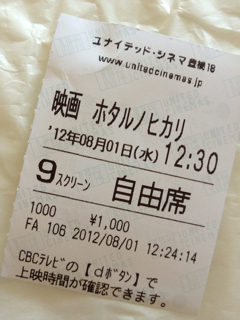 ユナイテッド・シネマ豊橋18
www.unitedcinemas.jp
映画 ホタルノヒカリ
'12年08月01日(水) 12:30
9スクリーン 自由席
1000 ¥1,000
FA 106 2012/08/01 12:24:14
CBCテレビの【dボタン】で
上映時間が確認できます。